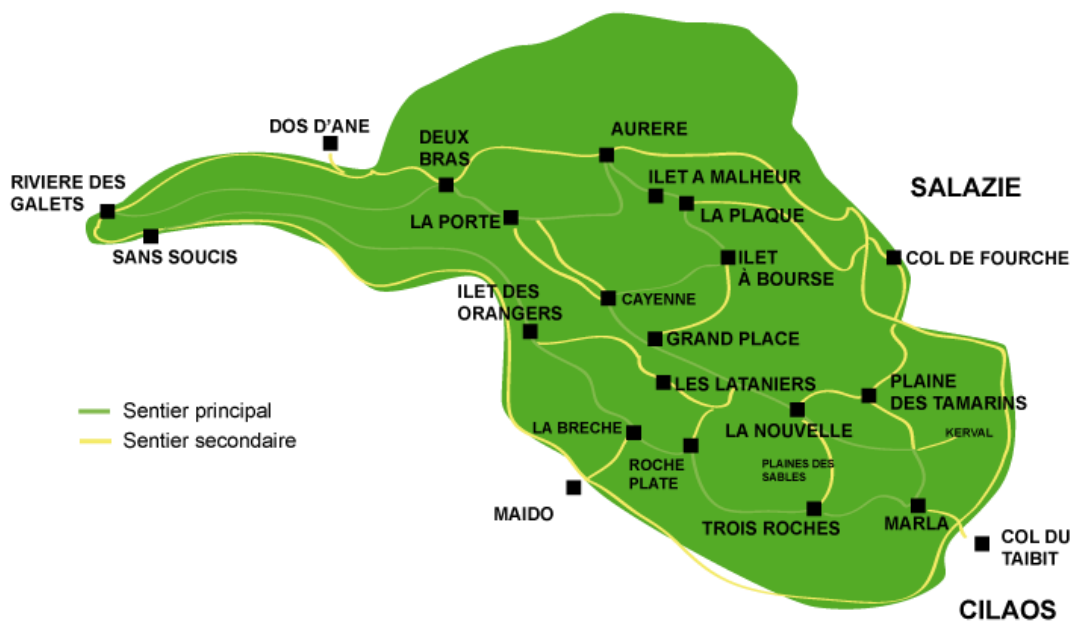 DOS D'ANE
DEUX
BRAS
AURERE
RIVIERE DES
GALETS
ILET A MALHEUR
SALAZIE
LA PORTE
LA PLAQUE
SANS SOUCIS
ILET
À BOURSE
COL DE FOURCHE
ILET DES
ORANGERS
CAYENNE
GRAND PLACE
LES LATANIERS
PLAINE
DES TAMARINS
Sentier principal
Sentier secondaire
LA BRECHE
LA NOUVELLE
KERVAL
ROCHE
PLATE
PLAINES DES
SABLES
MAIDO
TROIS ROCHES
MARLA
COL DU
TAIBIT
CILAOS